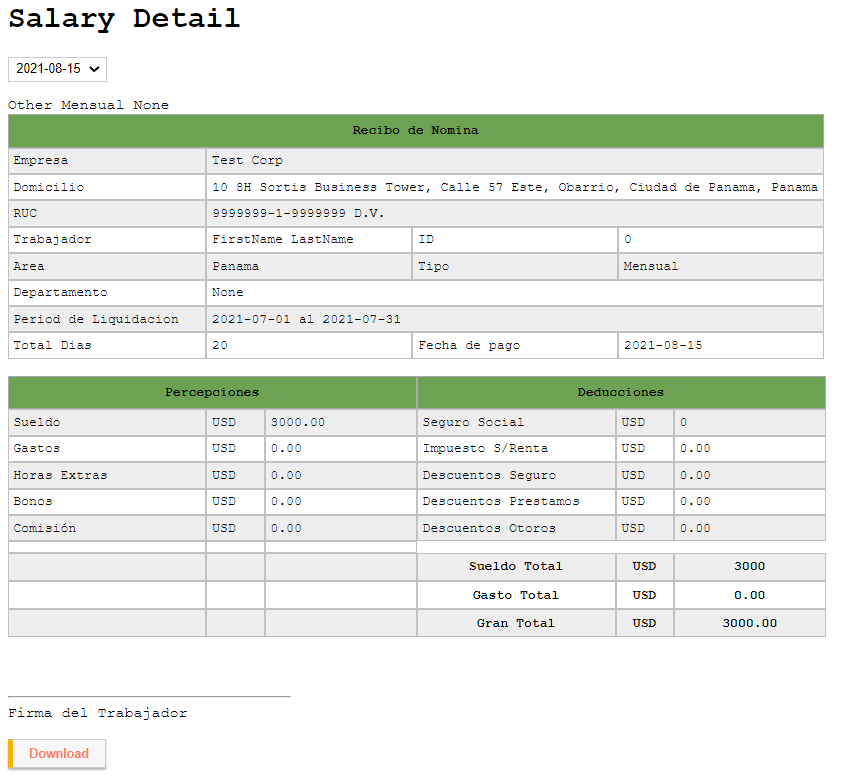 Salary Detail
2021-08-15
Other Mensual None
Recibo de Nomina
Empresa Test Corp
Domicilio 10 8H Sortis Business Tower, Calle 57 Este, Obarrio, Ciudad de Panama, Panama
RUC 9999999-1-9999999 D.V.
Trabajador FirstName LastName ID 0
Area Panama Tipo Mensual
Departamento None
Period de Liquidacion 2021-07-01 al 2021-07-31
Total Dias 20 Fecha de pago 2021-08-15
Percepciones Deducciones
Sueldo USD 3000.00 Seguro Social USD 0
Gastos USD 0.00 Impuesto S/Renta USD 0.00
Horas Extras USD 0.00 Descuentos Seguro USD 0.00
Bonos USD 0.00 Descuentos Prestamos USD 0.00
Comisión USD 0.00 Descuentos Otoros USD 0.00
Sueldo Total USD 3000
Gasto Total USD 0.00
Gran Total USD 3000.00
Firma del Trabajador
Download